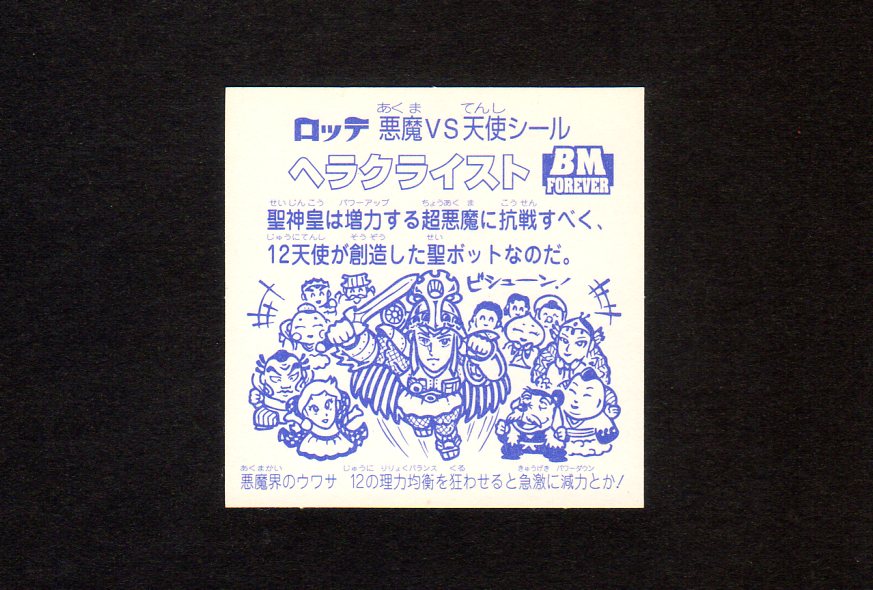 あくま てんし
ロッテ 悪魔VS天使シール
ヘラクライスト BM
FOREVER
せいじんこう パワーアップ ちょうあくま こうせん
聖神皇は増力する超悪魔に抗戦すべく、
じゅうにてんし そうぞう せい
12天使が創造した聖ボットなのだ。
ビシューン!
あくまかい じゅうに りりょくバランス くる きゅうげき パワーダウン
悪魔界のウワサ 12の理力均衡を狂わせると急激に減力とか!